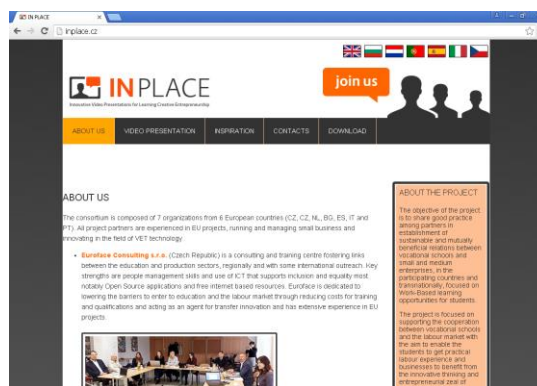 IN PLACE
inplace.cz
join us
INPLACE
Innovative Video Presentations for Learning Creative Entrepreneurship
ABOUT US
VIDEO PRESENTATION
INSPIRATION
CONTACTS
DOWNLOAD
ABOUT US
The consortium is composed of 7 organizations from 6 European countries (CZ, CZ, NL, BG, ES, IT and
PT). All project partners are experienced in EU projects, running and managing small business and
innovating in the field of VET technology.
Euroface Consulting s.r.o. (Czech Republic) is a consulting and training centre fostering links
between the education and production sectors, regionally and with some international outreach. Key
strengths are people management skills and use of ICT that supports inclusion and equality most
notably Open Source applications and free internet based resources. Euroface is dedicated to
lowering the barriers to enter to education and the labour market through reducing costs for training
and qualifications and acting as an agent for transfer innovation and has extensive experience in EU
projects.
ABOUT THE PROJECT
The objective of the project
is to share good practice
among partners in
establishment of
sustainable and mutually
beneficial relations between
vocational schools and
small and medium
enterprises, in the
participating countries and
transnationally, focused on
Work-Based learning
opportunities for students.
The project is focused on
supporting the cooperation
between vocational schools
and the labour market with
the aim to enable the
students to get practical
labour experience and
businesses to benefit from
the innovative thinking and
entrepreneurial zeal of